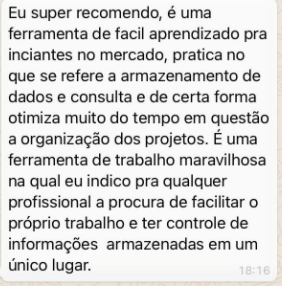 Eu super recomendo, é uma
ferramenta de facil aprendizado pra
inciantes no mercado, pratica no
que se refere a armazenamento de
dados e consulta e de certa forma
otimiza muito do tempo em questão
a organização dos projetos. É uma
ferramenta de trabalho maravilhosa
na qual eu indico pra qualquer
profissional a procura de facilitar o
próprio trabalho e ter controle de
informações  armazenadas em um
único lugar.
18:16